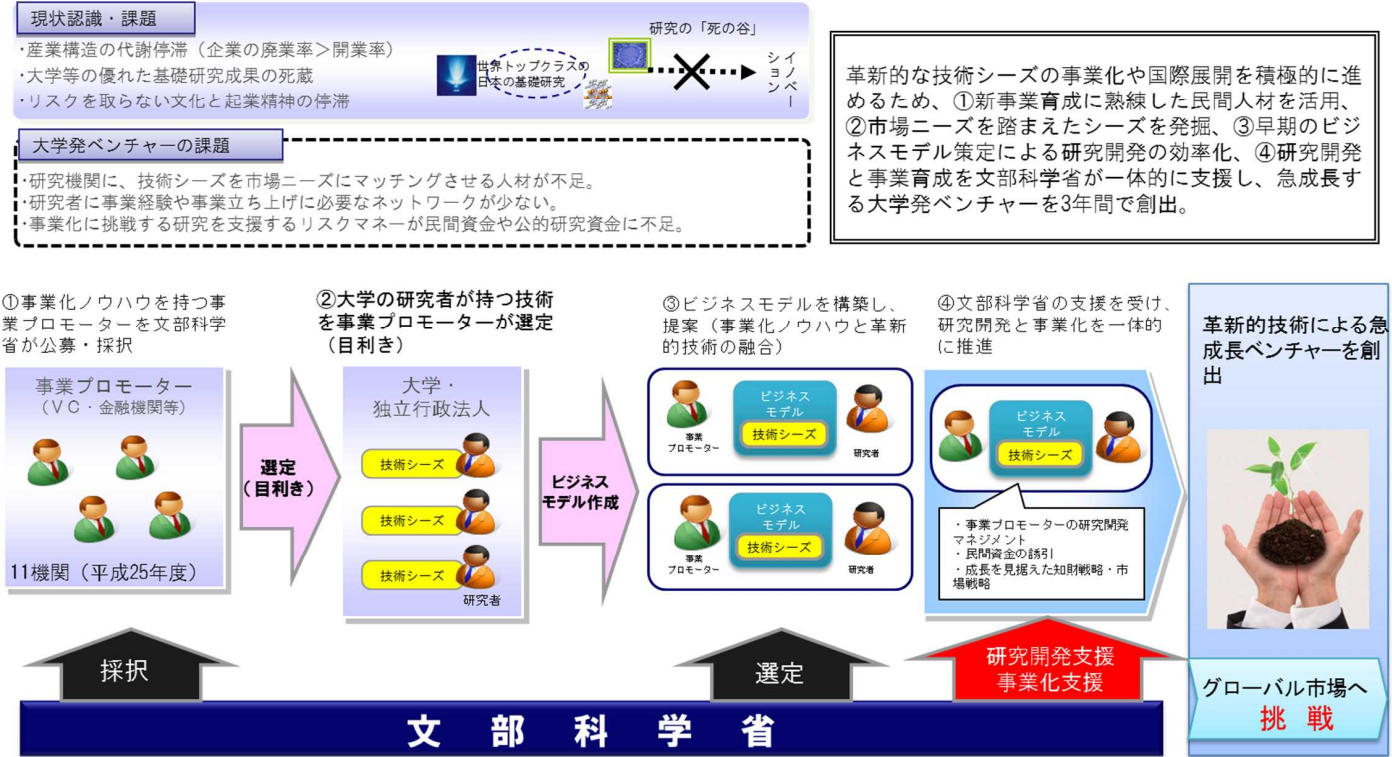 現状認識・課題
・産業構造の代謝停滞（企業の廃業率＞開業率）
・大学等の優れた基礎研究成果の死蔵
・リスクを取らない文化と起業精神の停滞
世界トップクラスの
日本の基礎研究
研究の「死の谷」
イノベーション
大学発ベンチャーの課題
・研究機関に、技術シーズを市場ニーズにマッチングさせる人材が不足。
・研究者に事業経験や事業立ち上げに必要なネットワークが少ない。
・事業化に挑戦する研究を支援するリスクマネーが民間資金や公的研究資金に不足。
革新的な技術シーズの事業化や国際展開を積極的に進
めるため、①新事業育成に熟練した民間人材を活用、
②市場ニーズを踏まえたシーズを発掘、③早期のビジ
ネスモデル策定による研究開発の効率化、④研究開発
と事業育成を文部科学省が一体的に支援し、急成長す
る大学発ベンチャーを3年間で創出。
①事業化ノウハウを持つ事
業プロモーターを文部科学
省が公募・採択
事業プロモーター
（ＶＣ・金融機関等）
11機関（平成25年度）
選定
（目利き）
②大学の研究者が持つ技術
を事業プロモーターが選定
（目利き）
大学・
独立行政法人
技術シーズ
技術シーズ
技術シーズ
研究者
ビジネス
モデル作成
③ビジネスモデルを構築し、
提案（事業化ノウハウと革新
的技術の融合）
ビジネス
モデル
技術シーズ
事業
プロモーター
研究者
ビジネス
モデル
技術シーズ
事業
プロモーター
研究者
④文部科学省の支援を受け、
研究開発と事業化を一体的
に推進
ビジネス
モデル
技術シーズ
・事業プロモーターの研究開発
マネジメント
・民間資金の誘引
・成長を見据えた知財戦略・市
場戦略
革新的技術による急
成長ベンチャーを創
出
採択
選定
研究開発支援
事業化支援
グローバル市場へ
挑 戦
文 部 科 学 省